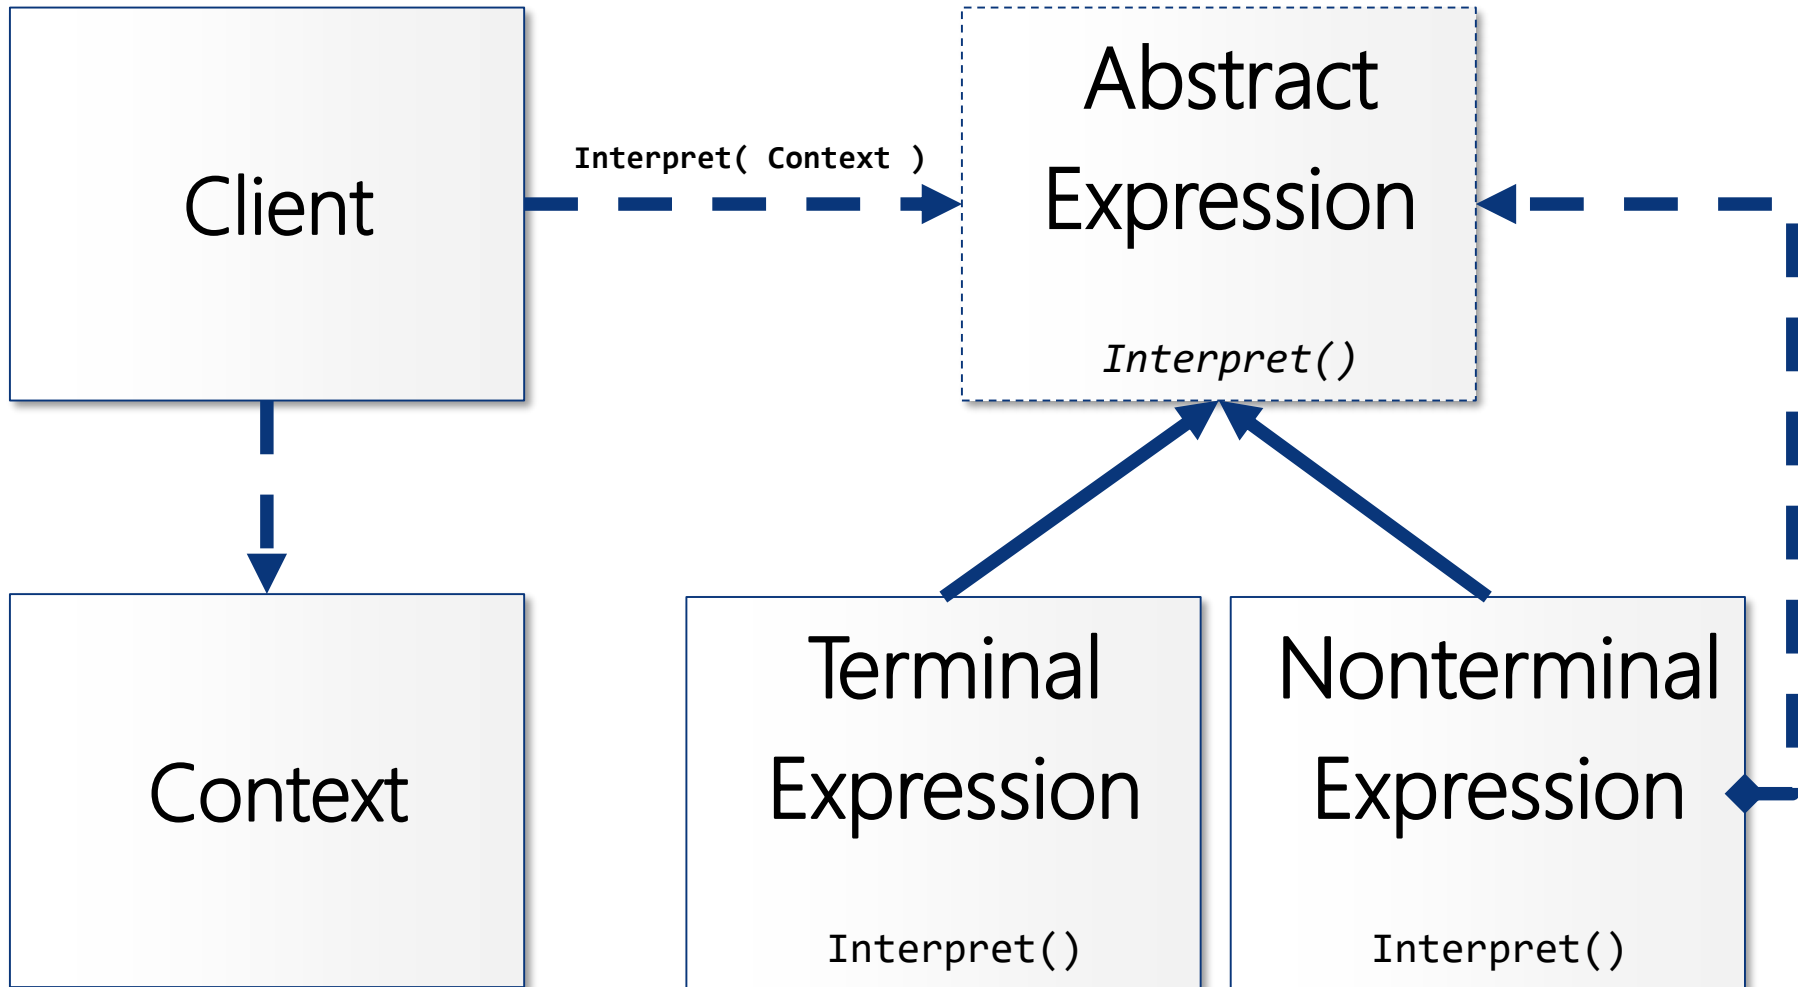 Client
Interpret( Context )
Abstract
Expression
Interpret()
Context
Terminal
Expression
Interpret()
Nonterminal
Expression
Interpret()